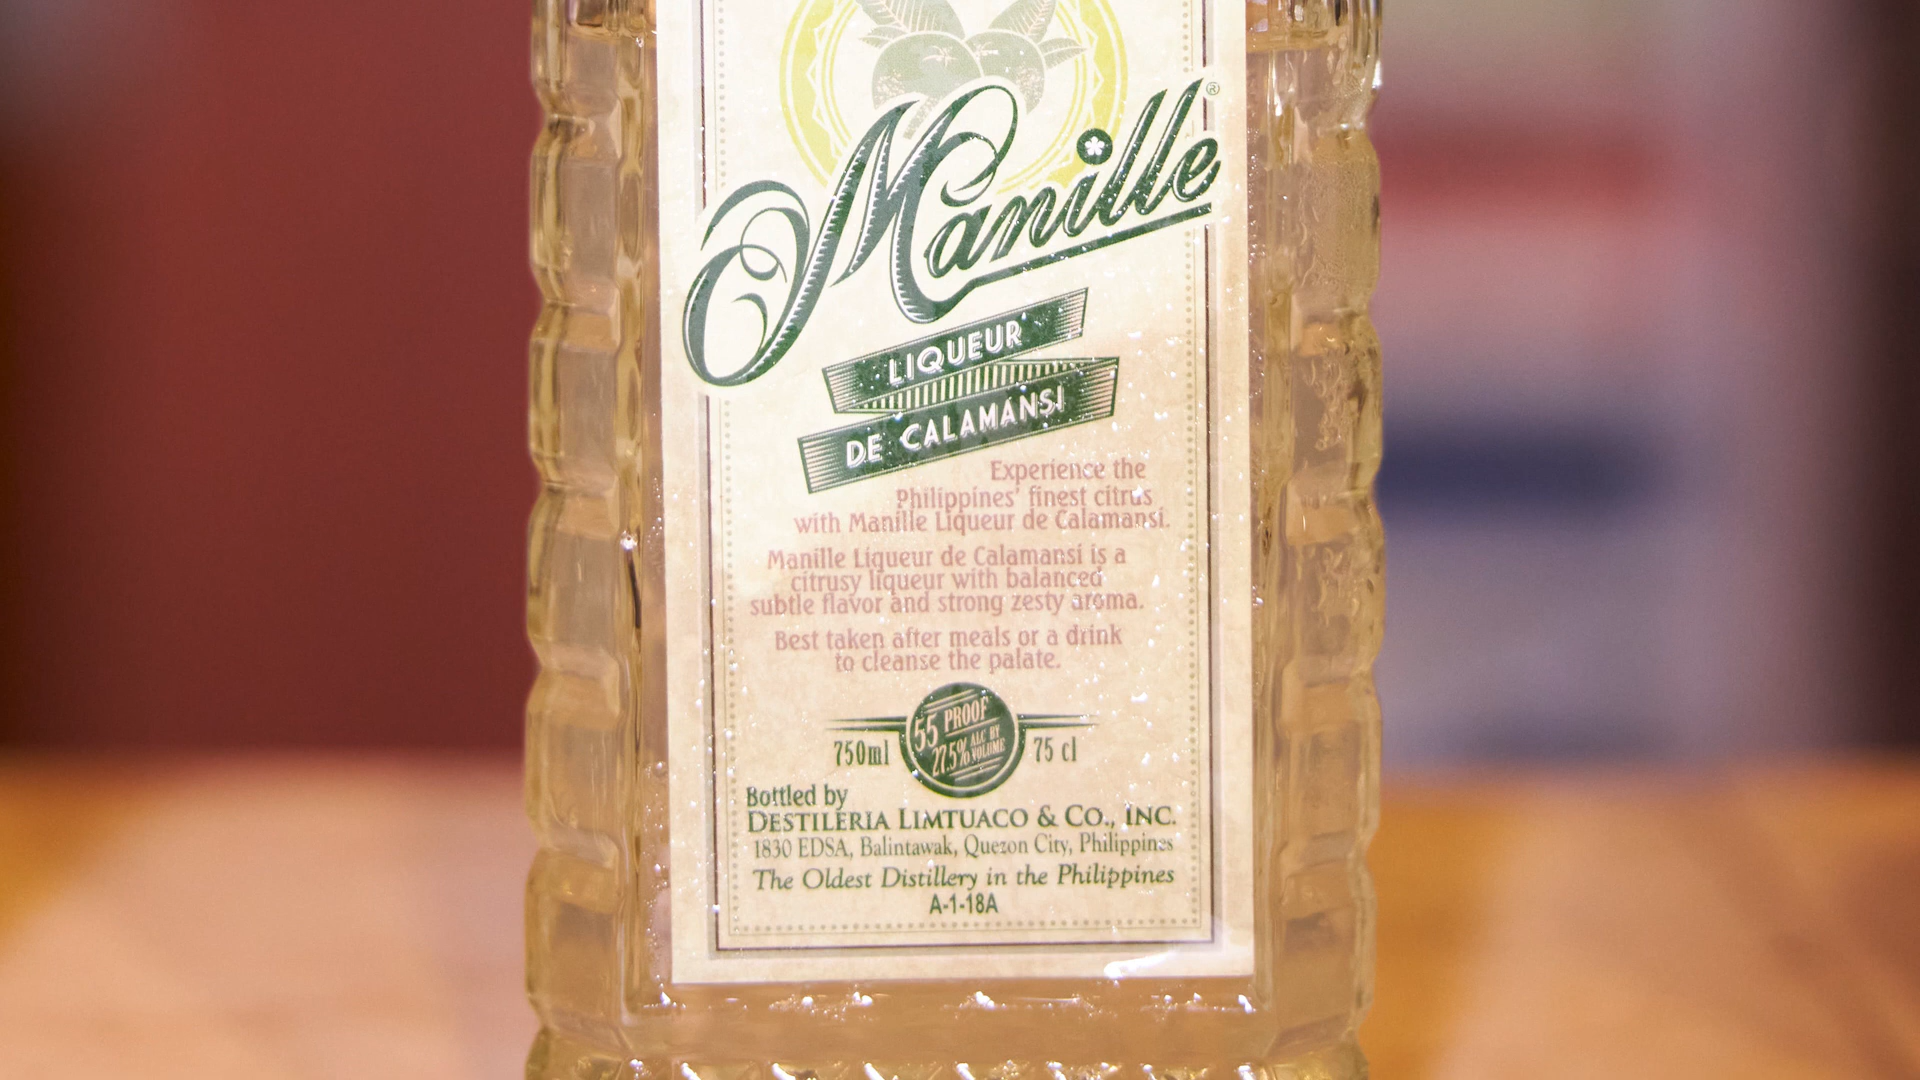 Manille®
LIQUEUR
DE CALAMANSI
Experience the
Philippines' finest citrus
with Manille Liqueur de Calamansi.
Manille Liqueur de Calamansi is a
citrusy liqueur with balanced
subtle flavor and strong zesty aroma.
Best taken after meals or a drink
to cleanse the palate.
55 PROOF
27.5% ALC BY VOLUME
750ml
75 cl
Bottled by
DESTILERIA LIMTUACO & CO., INC.
1830 EDSA, Balintawak, Quezon City, Philippines
The Oldest Distillery in the Philippines
A-1-18A